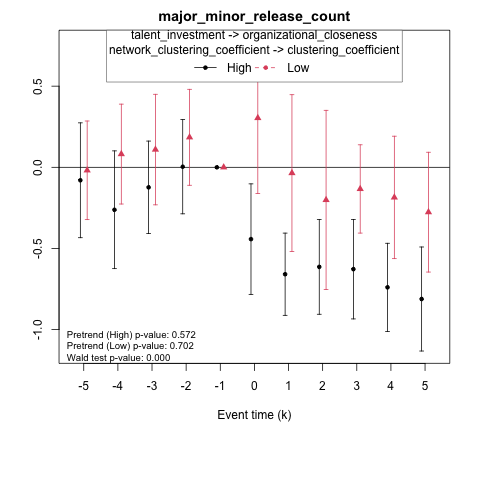 major_minor_release_count
talent_investment -> organizational_closeness
network_clustering_coefficient -> clustering_coefficient
High Low
0.5
0.0
-0.5
-1.0
Pretrend (High) p-value: 0.572
Pretrend (Low) p-value: 0.702
Wald test p-value: 0.000
-5 -4 -3 -2 -1 0 1 2 3 4 5
Event time (k)